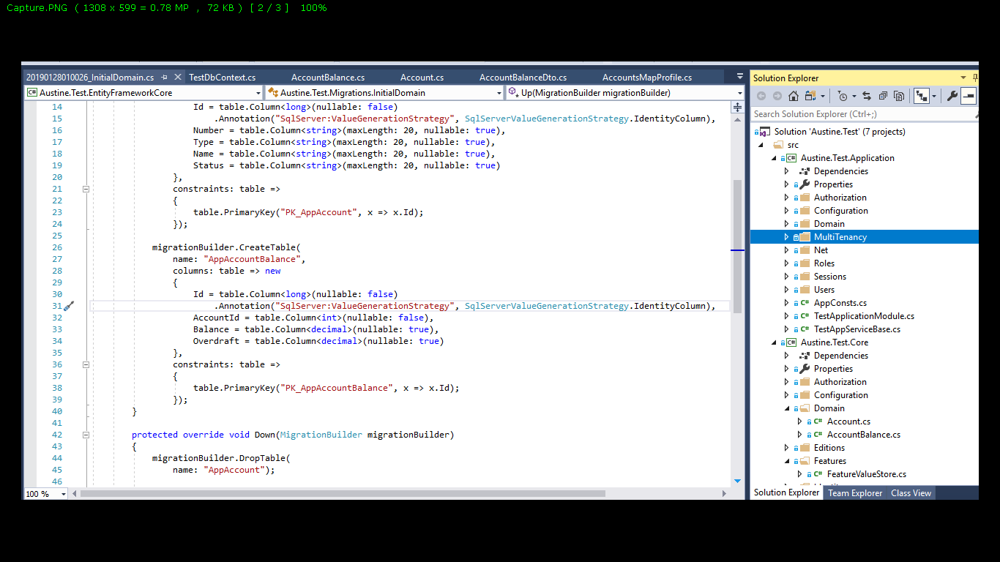 Capture.PNG ( 1308 x 599 = 0.78 MP , 72 KB ) [ 2 / 3 ] 100%
20190128010026_InitialDomain.cs
TestDbContext.cs
AccountBalance.cs
Account.cs
AccountBalanceDto.cs
AccountsMapProfile.cs
Austine.Test.EntityFrameworkCore
Austine.Test.Migrations.InitialDomain
Up(MigrationBuilder migrationBuilder)
14 Id = table.Column<long>(nullable: false)
15 .Annotation("SqlServer:ValueGenerationStrategy", SqlServerValueGenerationStrategy.IdentityColumn),
16 Number = table.Column<string>(maxLength: 20, nullable: true),
17 Type = table.Column<string>(maxLength: 20, nullable: true),
18 Name = table.Column<string>(maxLength: 20, nullable: true),
19 Status = table.Column<string>(maxLength: 20, nullable: true)
20 },
21 constraints: table =>
22 {
23 table.PrimaryKey("PK_AppAccount", x => x.Id);
24 });
25
26 migrationBuilder.CreateTable(
27 name: "AppAccountBalance",
28 columns: table => new
29 {
30 Id = table.Column<long>(nullable: false)
31 .Annotation("SqlServer:ValueGenerationStrategy", SqlServerValueGenerationStrategy.IdentityColumn),
32 AccountId = table.Column<int>(nullable: false),
33 Balance = table.Column<decimal>(nullable: true),
34 Overdraft = table.Column<decimal>(nullable: true)
35 },
36 constraints: table =>
37 {
38 table.PrimaryKey("PK_AppAccountBalance", x => x.Id);
39 });
40 }
41
42 protected override void Down(MigrationBuilder migrationBuilder)
43 {
44 migrationBuilder.DropTable(
45 name: "AppAccount");
46
100 %
Solution Explorer
Search Solution Explorer (Ctrl+;)
Solution 'Austine.Test' (7 projects)
src
C# Austine.Test.Application
Dependencies
Properties
Authorization
Configuration
Domain
MultiTenancy
Net
Roles
Sessions
Users
C# AppConsts.cs
C# TestApplicationModule.cs
C# TestAppServiceBase.cs
C# Austine.Test.Core
Dependencies
Properties
Authorization
Configuration
Domain
C# Account.cs
C# AccountBalance.cs
Editions
Features
C# FeatureValueStore.cs
Solution Explorer
Team Explorer
Class View